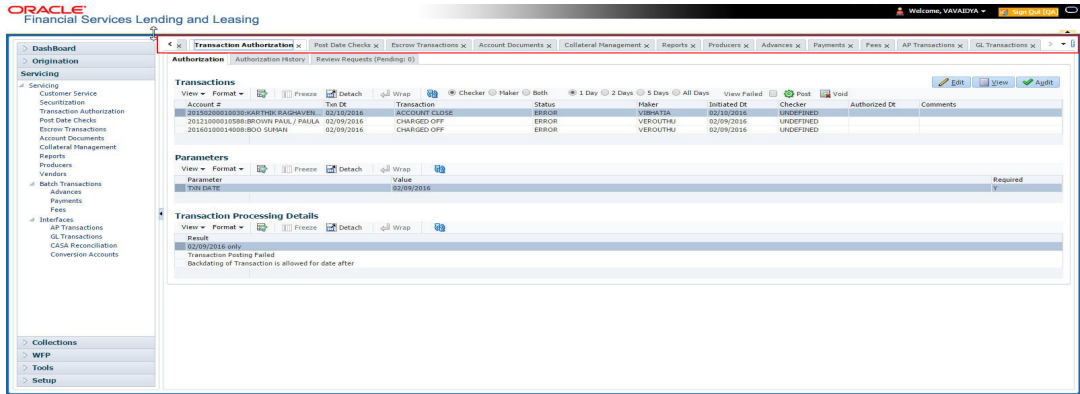 ORACLE
Financial Services Lending and Leasing
Welcome, VAVAIDYA
Sign Out [QA]
Transaction Authorization x Post Date Checks x Escrow Transactions x Account Documents x Collateral Management x Reports x Producers x Advances x Payments x Fees x AP Transactions x GL Transactions x
DashBoard
Origination
Servicing
Servicing
Customer Service
Securitization
Transaction Authorization
Post Date Checks
Escrow Transactions
Account Documents
Collateral Management
Reports
Producers
Vendors
Batch Transactions
Advances
Payments
Fees
Interfaces
AP Transactions
GL Transactions
CASA Reconciliation
Conversion Accounts
Collections
WFP
Tools
Setup
Authorization Authorization History Review Requests (Pending: 0)
Transactions
Edit View Audit
View Format Freeze Detach Wrap Checker Maker Both 1 Day 2 Days 5 Days All Days View Failed Post Void
Account # Txn Dt Transaction Status Maker Initiated Dt Checker Authorized Dt Comments
20150200010030:KARTHIK RAGHAVEN... 02/10/2016 ACCOUNT CLOSE ERROR VIBHATIA 02/10/2016 UNDEFINED
20121000010588:BROWN PAUL / PAULA 02/09/2016 CHARGED OFF ERROR VEROUTHU 02/09/2016 UNDEFINED
20160100014008:BOO SUMAN 02/09/2016 CHARGED OFF ERROR VEROUTHU 02/09/2016 UNDEFINED
Parameters
View Format Freeze Detach Wrap
Parameter Value Required
TXN DATE 02/09/2016 Y
Transaction Processing Details
View Format Freeze Detach Wrap
Result
02/09/2016 only
Transaction Posting Failed
Backdating of Transaction is allowed for date after